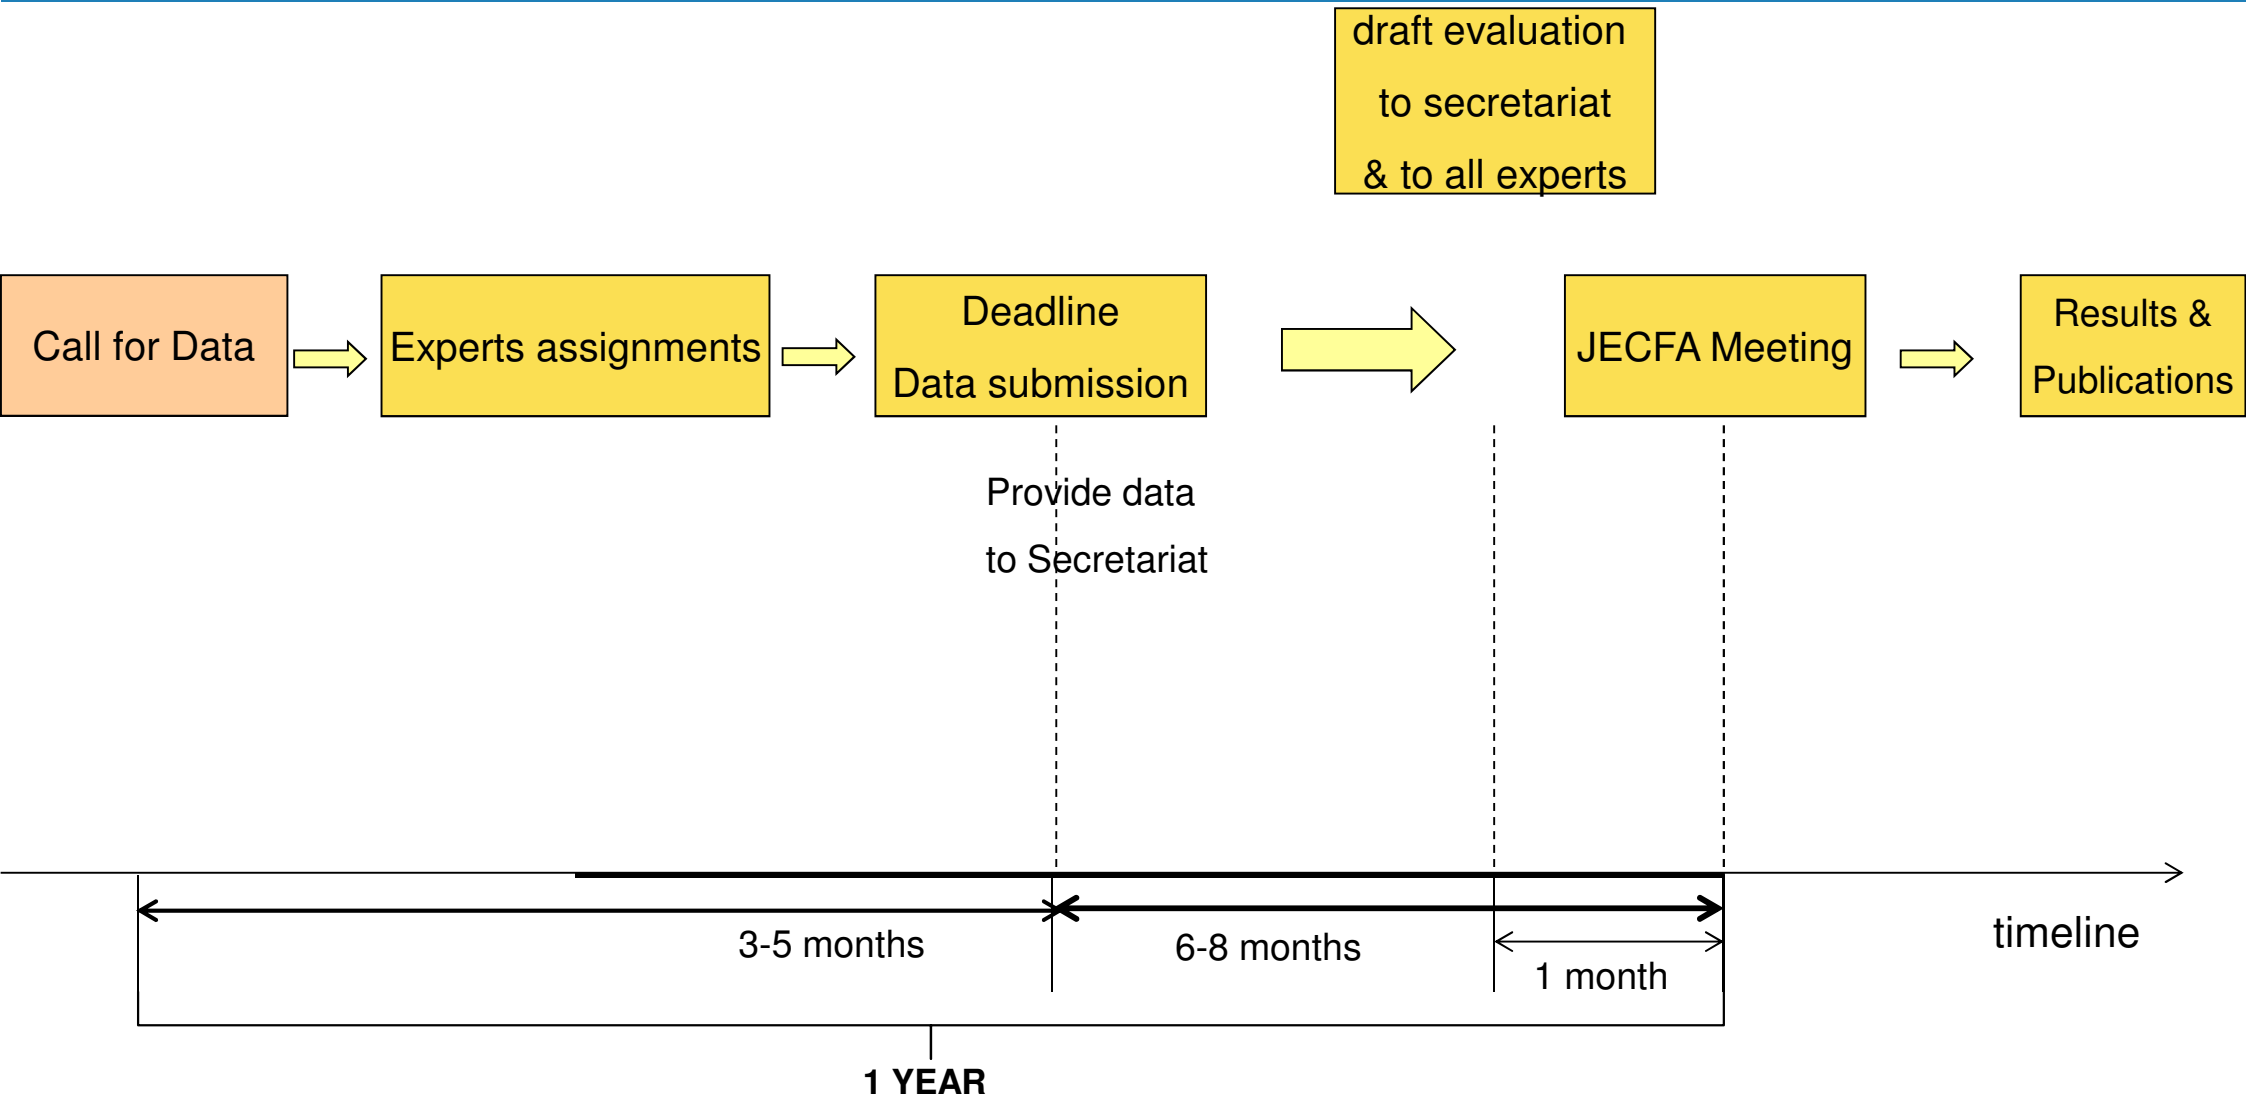 draft evaluation
to secretariat
& to all experts
Call for Data
Experts assignments
Deadline
Data submission
JECFA Meeting
Results &
Publications
Provide data
to Secretariat
3-5 months
6-8 months
1 month
timeline
1 YEAR